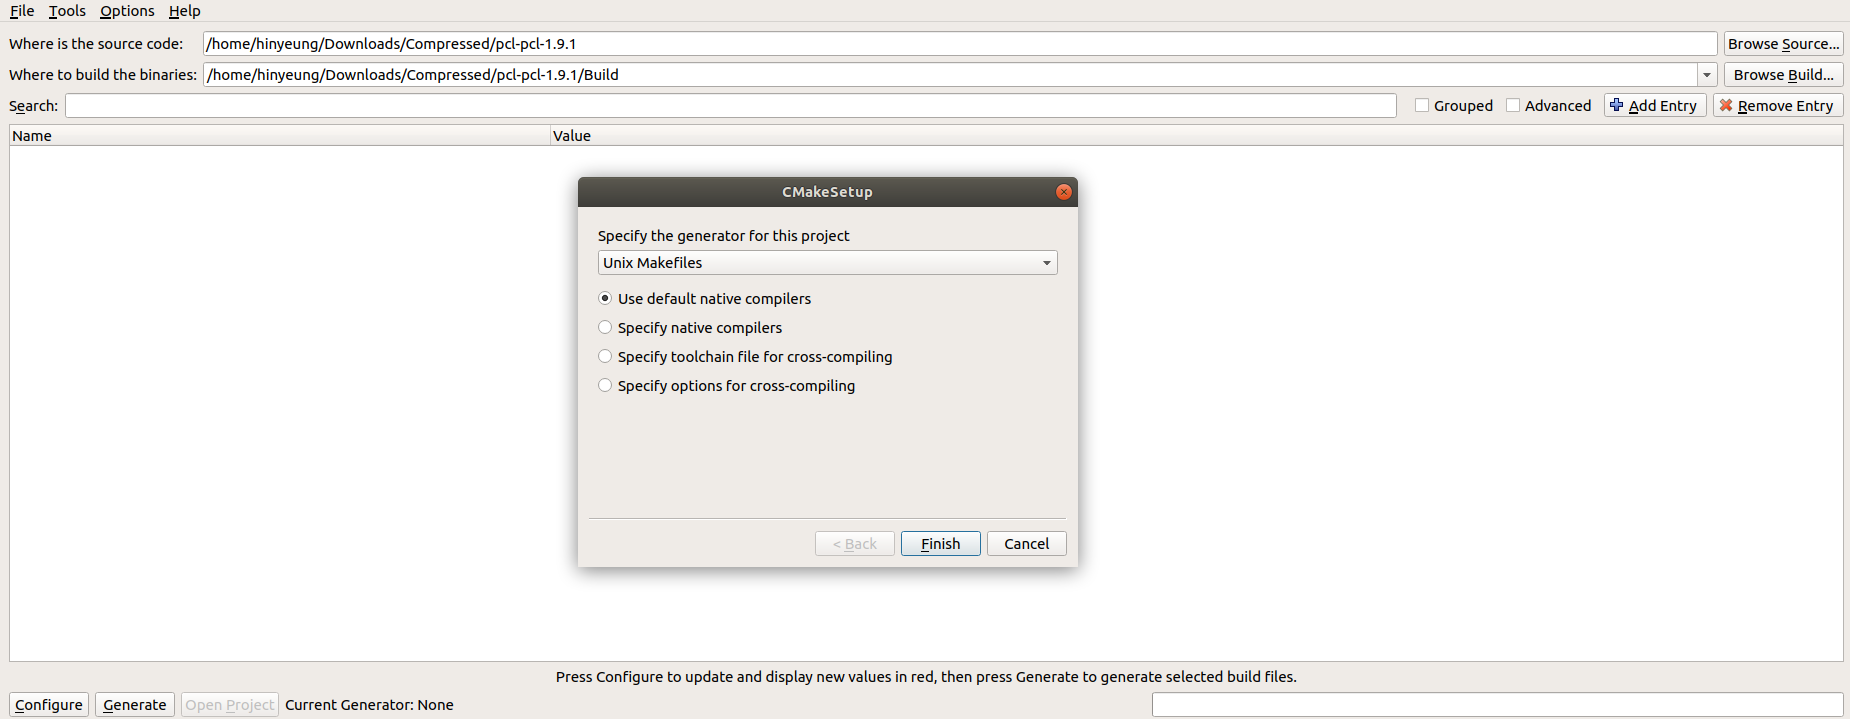 File Tools Options Help
Where is the source code: /home/hinyeung/Downloads/Compressed/pcl-pcl-1.9.1 Browse Source...
Where to build the binaries: /home/hinyeung/Downloads/Compressed/pcl-pcl-1.9.1/Build Browse Build...
Search: Grouped Advanced Add Entry Remove Entry
Name Value
CMakeSetup
Specify the generator for this project
Unix Makefiles
Use default native compilers
Specify native compilers
Specify toolchain file for cross-compiling
Specify options for cross-compiling
< Back Finish Cancel
Press Configure to update and display new values in red, then press Generate to generate selected build files.
Configure Generate Open Project Current Generator: None